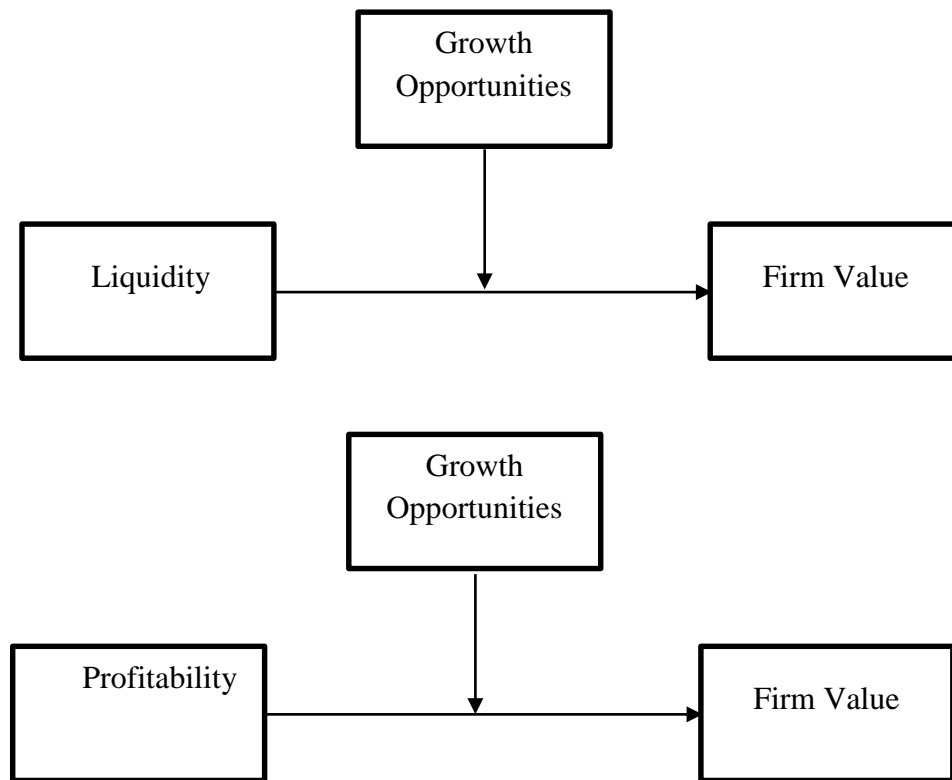 Growth
Opportunities
Liquidity
Firm Value
Growth
Opportunities
Profitability
Firm Value